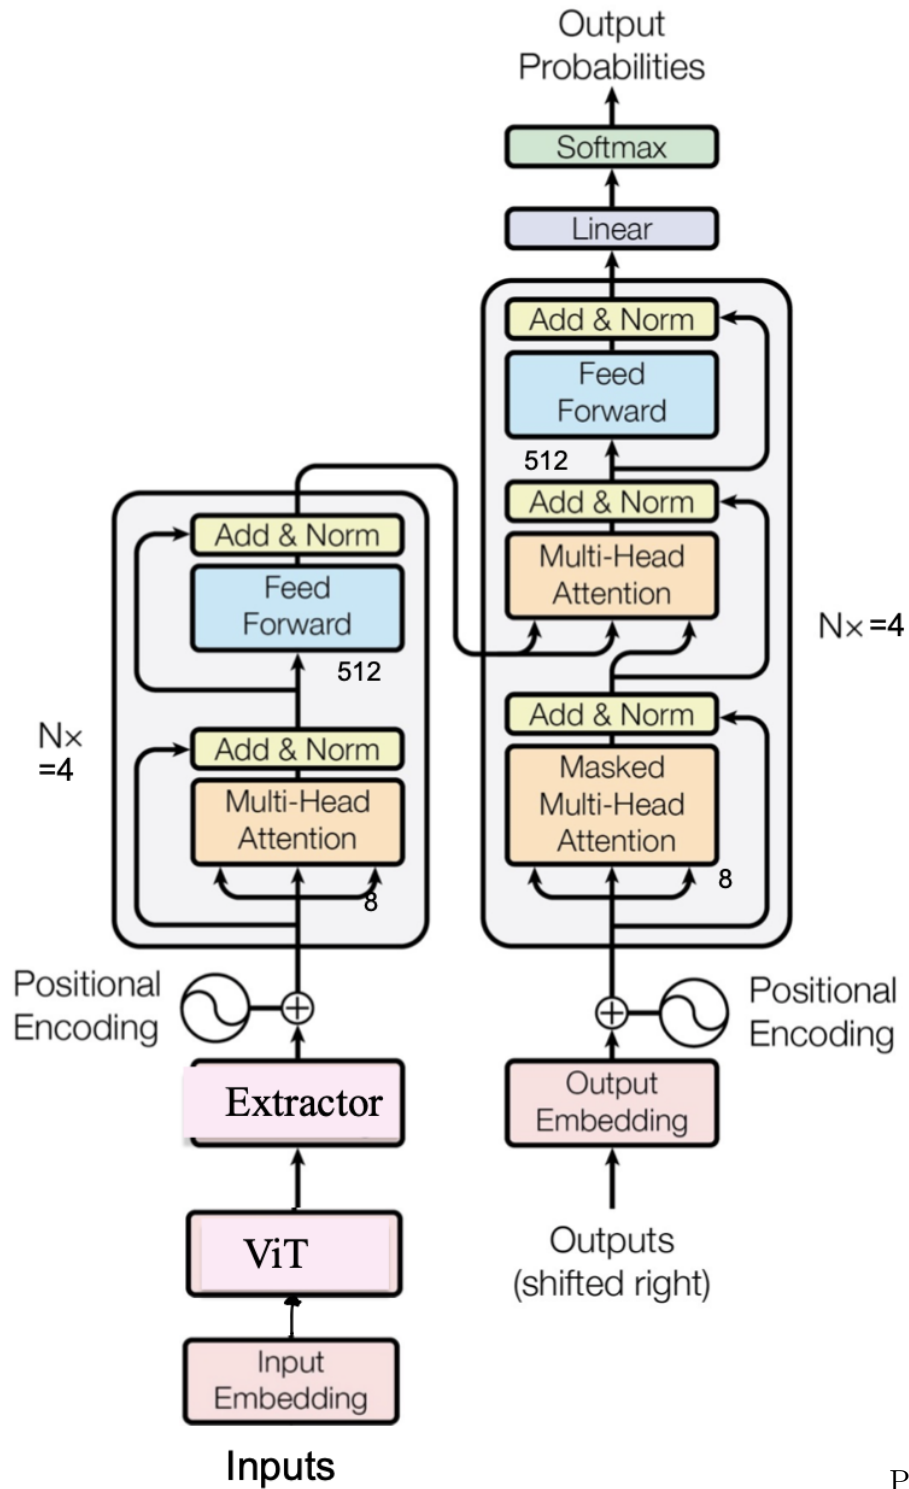 Output
Probabilities
Softmax
Linear
Add & Norm
Feed
Forward
512
Add & Norm
Multi-Head
Attention
N× =4
Add & Norm
Masked
Multi-Head
Attention
8
Positional
Encoding
Output
Embedding
Outputs
(shifted right)
Add & Norm
Feed
Forward
512
N×
=4
Add & Norm
Multi-Head
Attention
8
Positional
Encoding
Extractor
ViT
Input
Embedding
Inputs
P